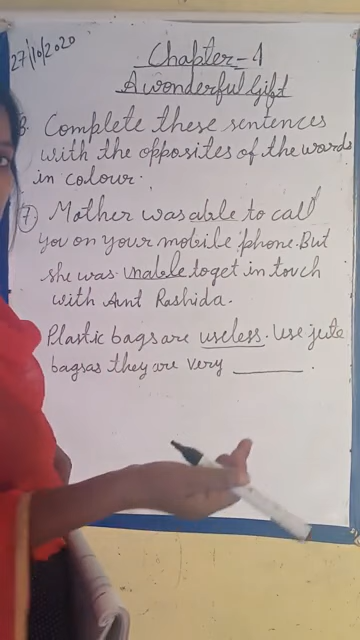 27/10/2020
Chapter-1
A wonderful Gift
B. Complete these sentences
with the opposites of the words
in colour.
7 Mother was able to call
you on your mobile phone. But
she was unable to get in touch
with Aunt Rashida.
Plastic bags are useless. Use jute
bags as they are very ______.